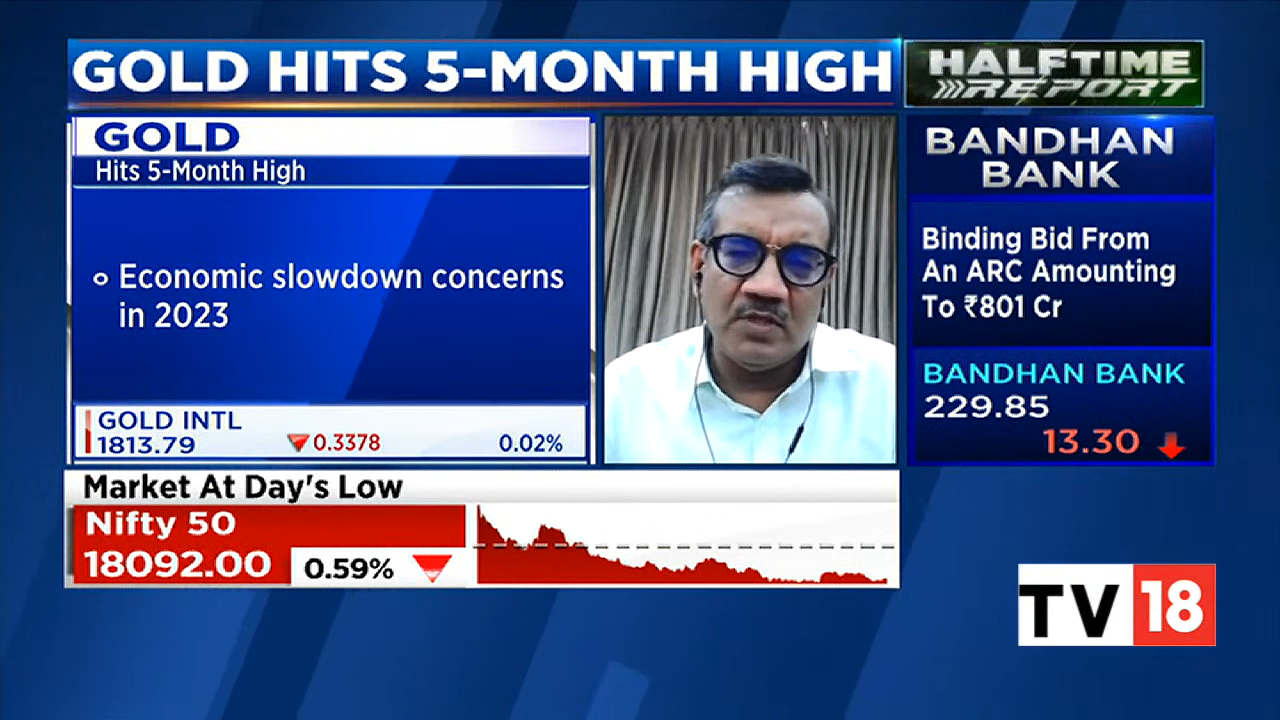 GOLD HITS 5-MONTH HIGH
HALFTIME
REPORT
GOLD
Hits 5-Month High
Economic slowdown concerns
in 2023
GOLD INTL
1813.79 0.3378 0.02%
BANDHAN
BANK
Binding Bid From
An ARC Amounting
To ₹801 Cr
BANDHAN BANK
229.85
13.30
Market At Day's Low
Nifty 50
18092.00 0.59%
TV 18